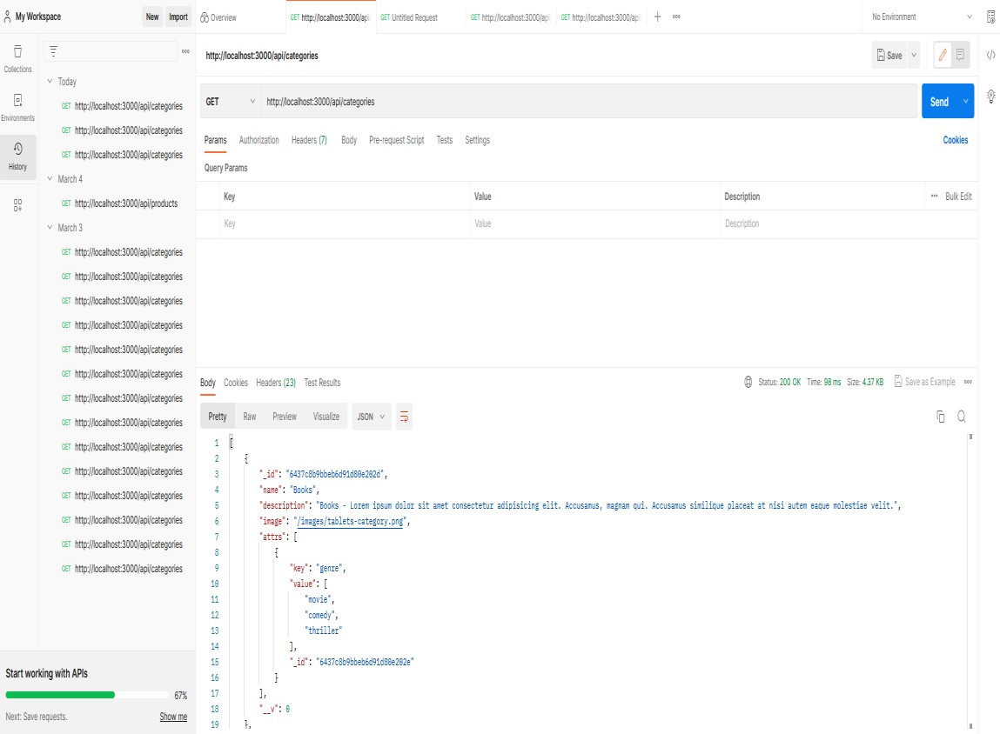 My Workspace
New
Import
Overview
GET http://localhost:3000/api
GET Untitled Request
GET http://localhost:3000/api
GET http://localhost:3000/api
No Environment
Collections
Environments
History
Today
GET http://localhost:3000/api/categories
GET http://localhost:3000/api/categories
GET http://localhost:3000/api/categories
March 4
GET http://localhost:3000/api/products
March 3
GET http://localhost:3000/api/categories
GET http://localhost:3000/api/categories
GET http://localhost:3000/api/categories
GET http://localhost:3000/api/categories
GET http://localhost:3000/api/categories
GET http://localhost:3000/api/categories
GET http://localhost:3000/api/categories
GET http://localhost:3000/api/categories
GET http://localhost:3000/api/categories
GET http://localhost:3000/api/categories
GET http://localhost:3000/api/categories
GET http://localhost:3000/api/categories
GET http://localhost:3000/api/categories
GET http://localhost:3000/api/categories
Start working with APIs
67%
Next: Save requests.
Show me
http://localhost:3000/api/categories
Save
GET
http://localhost:3000/api/categories
Send
Params Authorization Headers (7) Body Pre-request Script Tests Settings
Cookies
Query Params
Key Value Description Bulk Edit
Key Value Description
Body Cookies Headers (23) Test Results
Status: 200 OK Time: 98 ms Size: 4.37 KB Save as Example
Pretty Raw Preview Visualize JSON
1 [
2 {
3 "_id": "6437c8b9bbeb6d91d80e202d",
4 "name": "Books",
5 "description": "Books - Lorem ipsum dolor sit amet consectetur adipisicing elit. Accusamus, magnam qui. Accusamus similique placeat at nisi autem eaque molestiae velit.",
6 "image": "/images/tablets-category.png",
7 "attrs": [
8 {
9 "key": "genre",
10 "value": [
11 "movie",
12 "comedy",
13 "thriller"
14 ],
15 "_id": "6437c8b9bbeb6d91d80e202e"
16 }
17 ],
18 "__v": 0
19 },